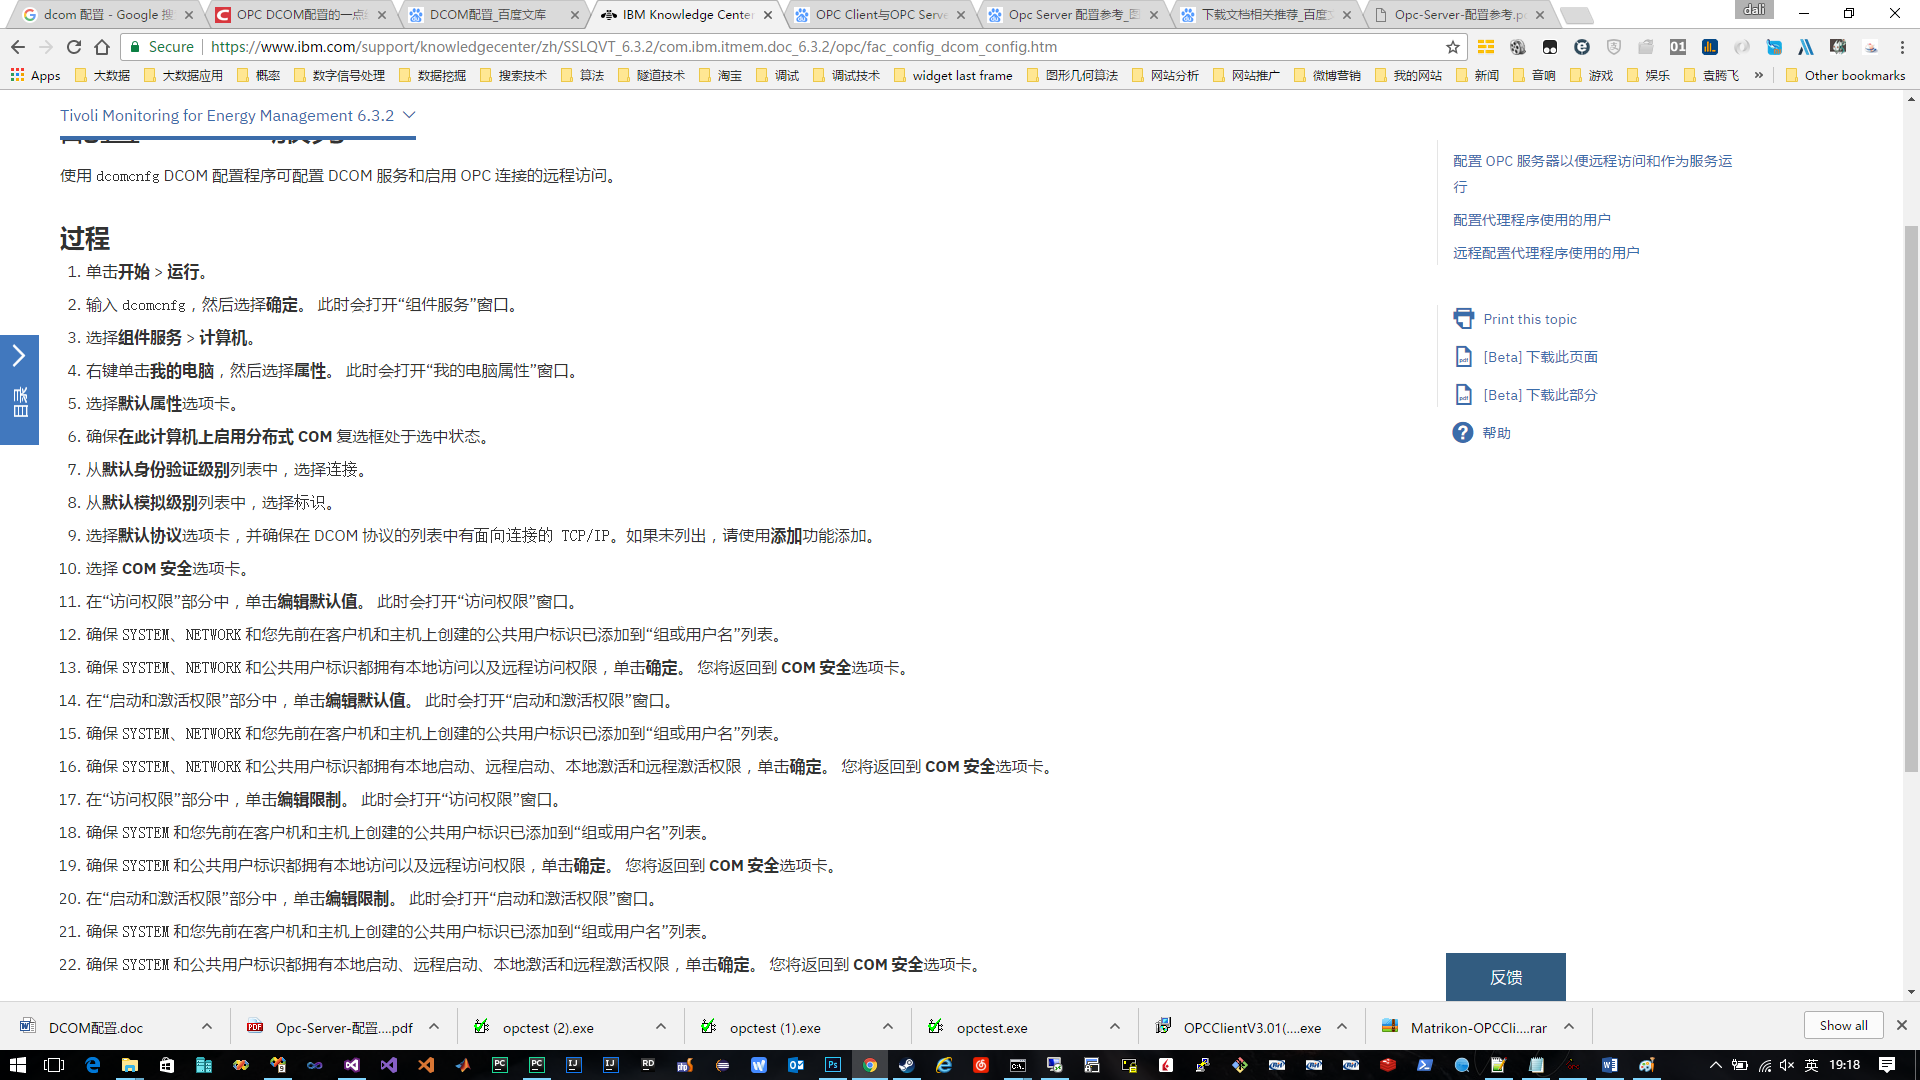 dali
dcom 配置 - Google 搜
OPC DCOM配置的一点
DCOM配置_百度文库
IBM Knowledge Center
OPC Client与OPC Serve
Opc Server 配置参考_
下载文档相关推荐_百度
Opc-Server-配置参考.p
Secure
https://www.ibm.com/support/knowledgecenter/zh/SSLQVT_6.3.2/com.ibm.itmem.doc_6.3.2/opc/fac_config_dcom_config.htm
Apps 大数据 大数据应用 概率 数字信号处理 数据挖掘 搜索技术 算法 隧道技术 淘宝 调试 调试技术 widget last frame 图形几何算法 网站分析 网站推广 微博营销 我的网站 新闻 音响 游戏 娱乐 袁腾飞 » Other bookmarks
Tivoli Monitoring for Energy Management 6.3.2
使用 dcomcnfg DCOM 配置程序可配置 DCOM 服务和启用 OPC 连接的远程访问。
过程
1. 单击开始 > 运行。
2. 输入 dcomcnfg，然后选择确定。 此时会打开“组件服务”窗口。
3. 选择组件服务 > 计算机。
4. 右键单击我的电脑，然后选择属性。 此时会打开“我的电脑属性”窗口。
5. 选择默认属性选项卡。
6. 确保在此计算机上启用分布式 COM 复选框处于选中状态。
7. 从默认身份验证级别列表中，选择连接。
8. 从默认模拟级别列表中，选择标识。
9. 选择默认协议选项卡，并确保在 DCOM 协议的列表中有面向连接的 TCP/IP。如果未列出，请使用添加功能添加。
10. 选择 COM 安全选项卡。
11. 在“访问权限”部分中，单击编辑默认值。 此时会打开“访问权限”窗口。
12. 确保 SYSTEM、NETWORK 和您先前在客户机和主机上创建的公共用户标识已添加到“组或用户名”列表。
13. 确保 SYSTEM、NETWORK 和公共用户标识都拥有本地访问以及远程访问权限，单击确定。 您将返回到 COM 安全选项卡。
14. 在“启动和激活权限”部分中，单击编辑默认值。 此时会打开“启动和激活权限”窗口。
15. 确保 SYSTEM、NETWORK 和您先前在客户机和主机上创建的公共用户标识已添加到“组或用户名”列表。
16. 确保 SYSTEM、NETWORK 和公共用户标识都拥有本地启动、远程启动、本地激活和远程激活权限，单击确定。 您将返回到 COM 安全选项卡。
17. 在“访问权限”部分中，单击编辑限制。 此时会打开“访问权限”窗口。
18. 确保 SYSTEM 和您先前在客户机和主机上创建的公共用户标识已添加到“组或用户名”列表。
19. 确保 SYSTEM 和公共用户标识都拥有本地访问以及远程访问权限，单击确定。 您将返回到 COM 安全选项卡。
20. 在“启动和激活权限”部分中，单击编辑限制。 此时会打开“启动和激活权限”窗口。
21. 确保 SYSTEM 和您先前在客户机和主机上创建的公共用户标识已添加到“组或用户名”列表。
22. 确保 SYSTEM 和公共用户标识都拥有本地启动、远程启动、本地激活和远程激活权限，单击确定。 您将返回到 COM 安全选项卡。
目录
配置 OPC 服务器以便远程访问和作为服务运
行
配置代理程序使用的用户
远程配置代理程序使用的用户
Print this topic
[Beta] 下载此页面
[Beta] 下载此部分
帮助
反馈
DCOM配置.doc
Opc-Server-配置....pdf
opctest (2).exe
opctest (1).exe
opctest.exe
OPCClientV3.01(....exe
Matrikon-OPCCli....rar
Show all
英 19:18